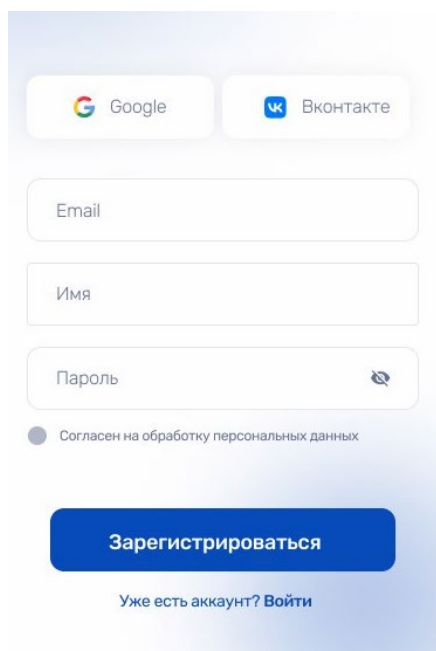 Google
Вконтакте
Email
Имя
Пароль
Согласен на обработку персональных данных
Зарегистрироваться
Уже есть аккаунт? Войти